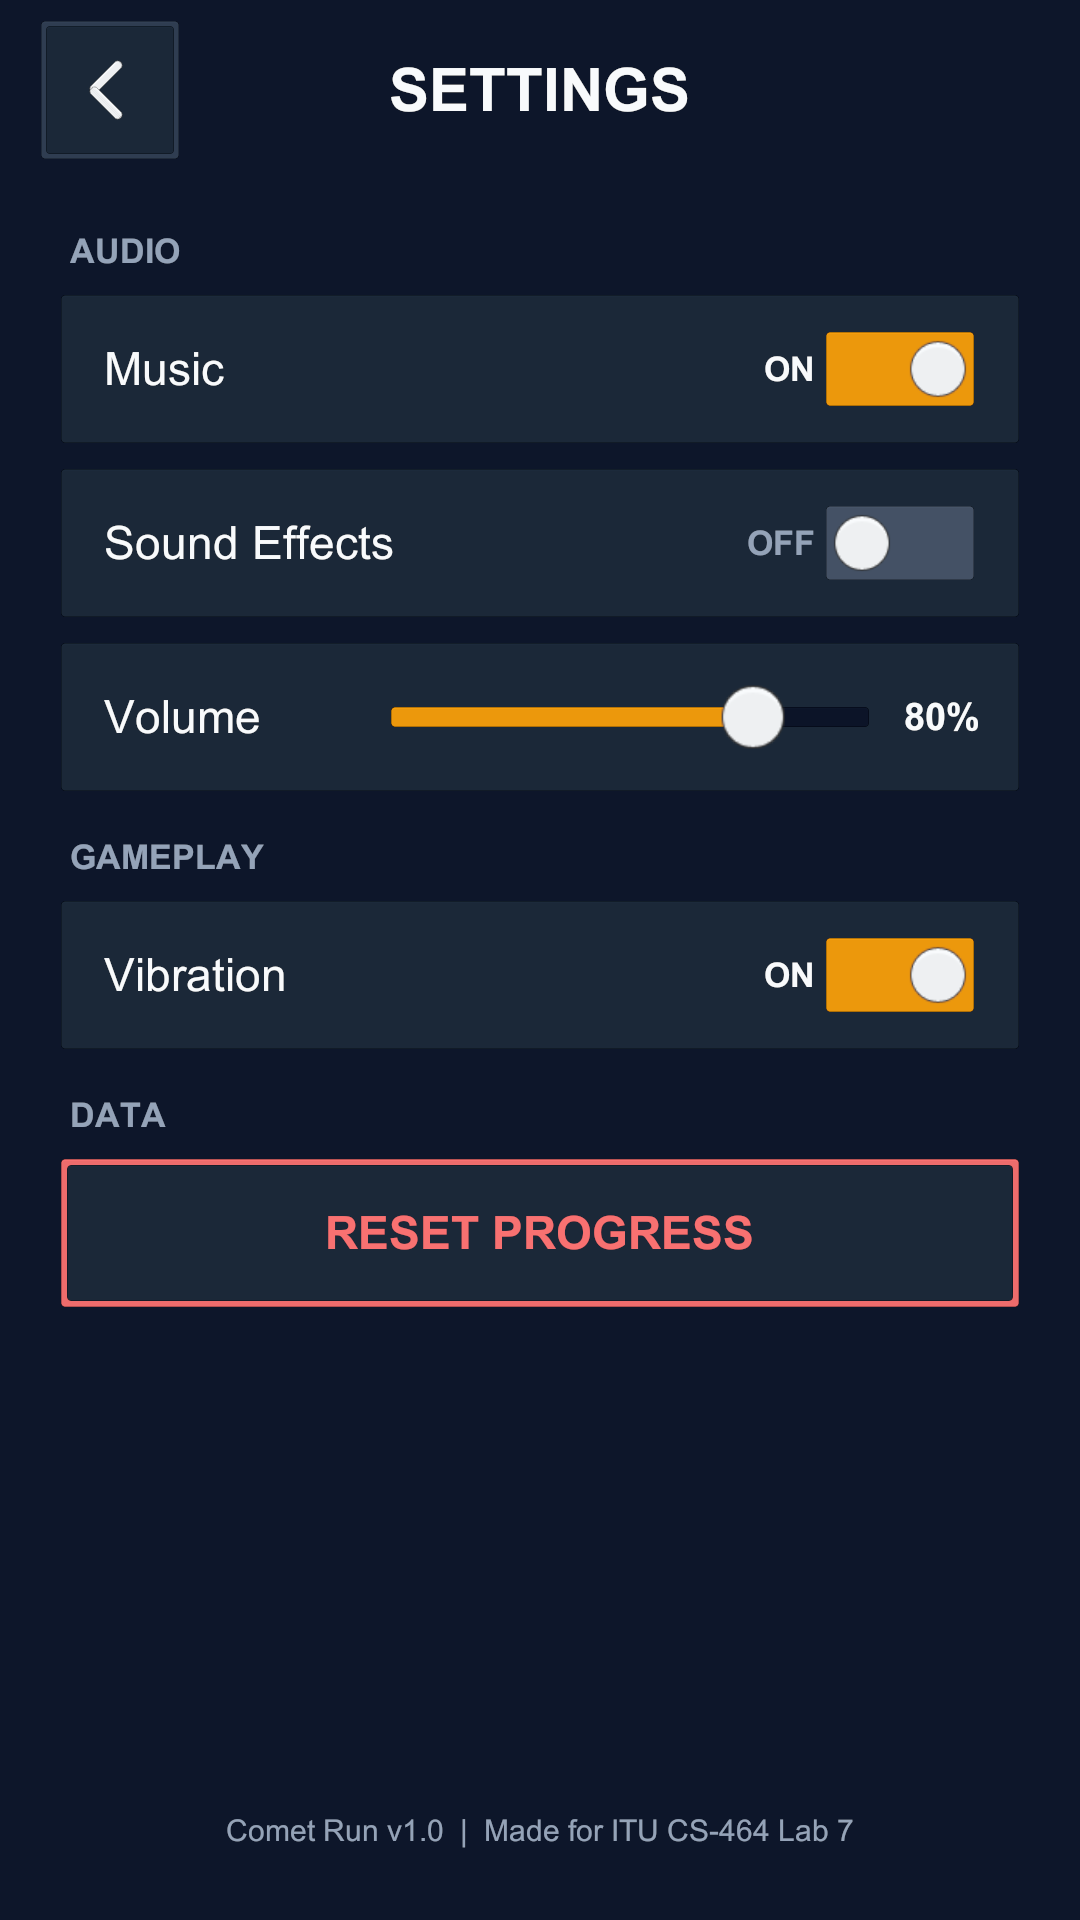 SETTINGS
AUDIO
Music ON
Sound Effects OFF
Volume 80%
GAMEPLAY
Vibration ON
DATA
RESET PROGRESS
Comet Run v1.0 | Made for ITU CS-464 Lab 7